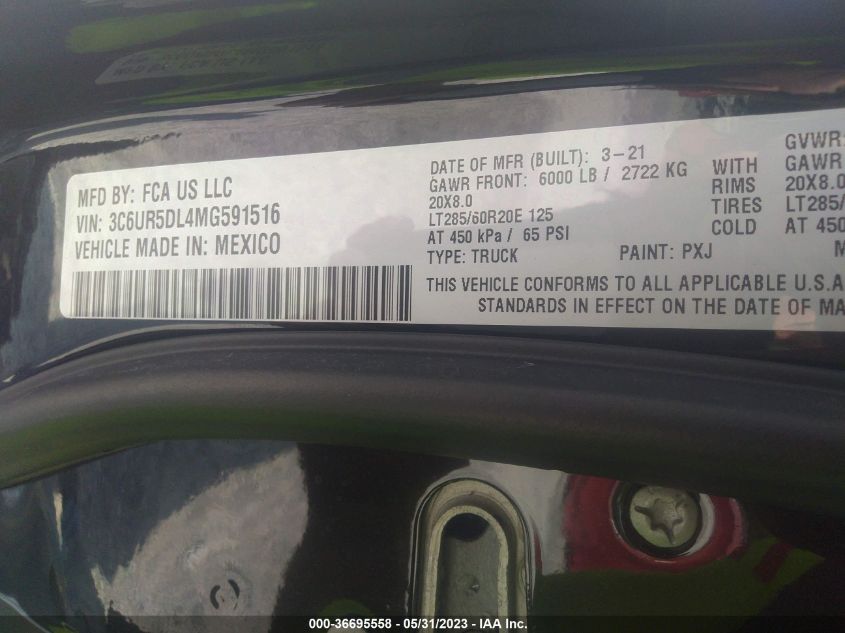 MFD BY: FCA US LLC
VIN: 3C6UR5DL4MG591516
VEHICLE MADE IN: MEXICO
DATE OF MFR (BUILT): 3-21
GAWR FRONT: 6000 LB / 2722 KG
20X8.0
LT285/60R20E 125
AT 450 kPa / 65 PSI
TYPE: TRUCK
PAINT: PXJ
WITH
RIMS
TIRES
COLD
GVWR
GAWR
20X8.0
LT285/
AT 450
M
THIS VEHICLE CONFORMS TO ALL APPLICABLE U.S.A
STANDARDS IN EFFECT ON THE DATE OF MA
000-36695558 - 05/31/2023 - IAA Inc.